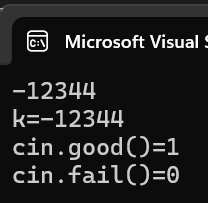 Microsoft Visual
-12344
k=-12344
cin.good()=1
cin.fail()=0